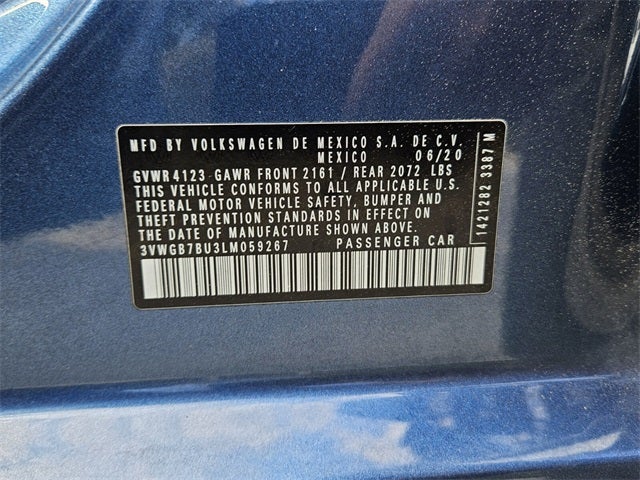 MFD BY VOLKSWAGEN DE MEXICO S.A. DE C.V.
MEXICO 06/20
GVWR 4123 GAWR FRONT 2161 / REAR 2072 LBS
THIS VEHICLE CONFORMS TO ALL APPLICABLE U.S.
FEDERAL MOTOR VEHICLE SAFETY, BUMPER AND
THEFT PREVENTION STANDARDS IN EFFECT ON
THE DATE OF MANUFACTURE SHOWN ABOVE
3VWGB7BU3LM059267 PASSENGER CAR
1421282 3387 M